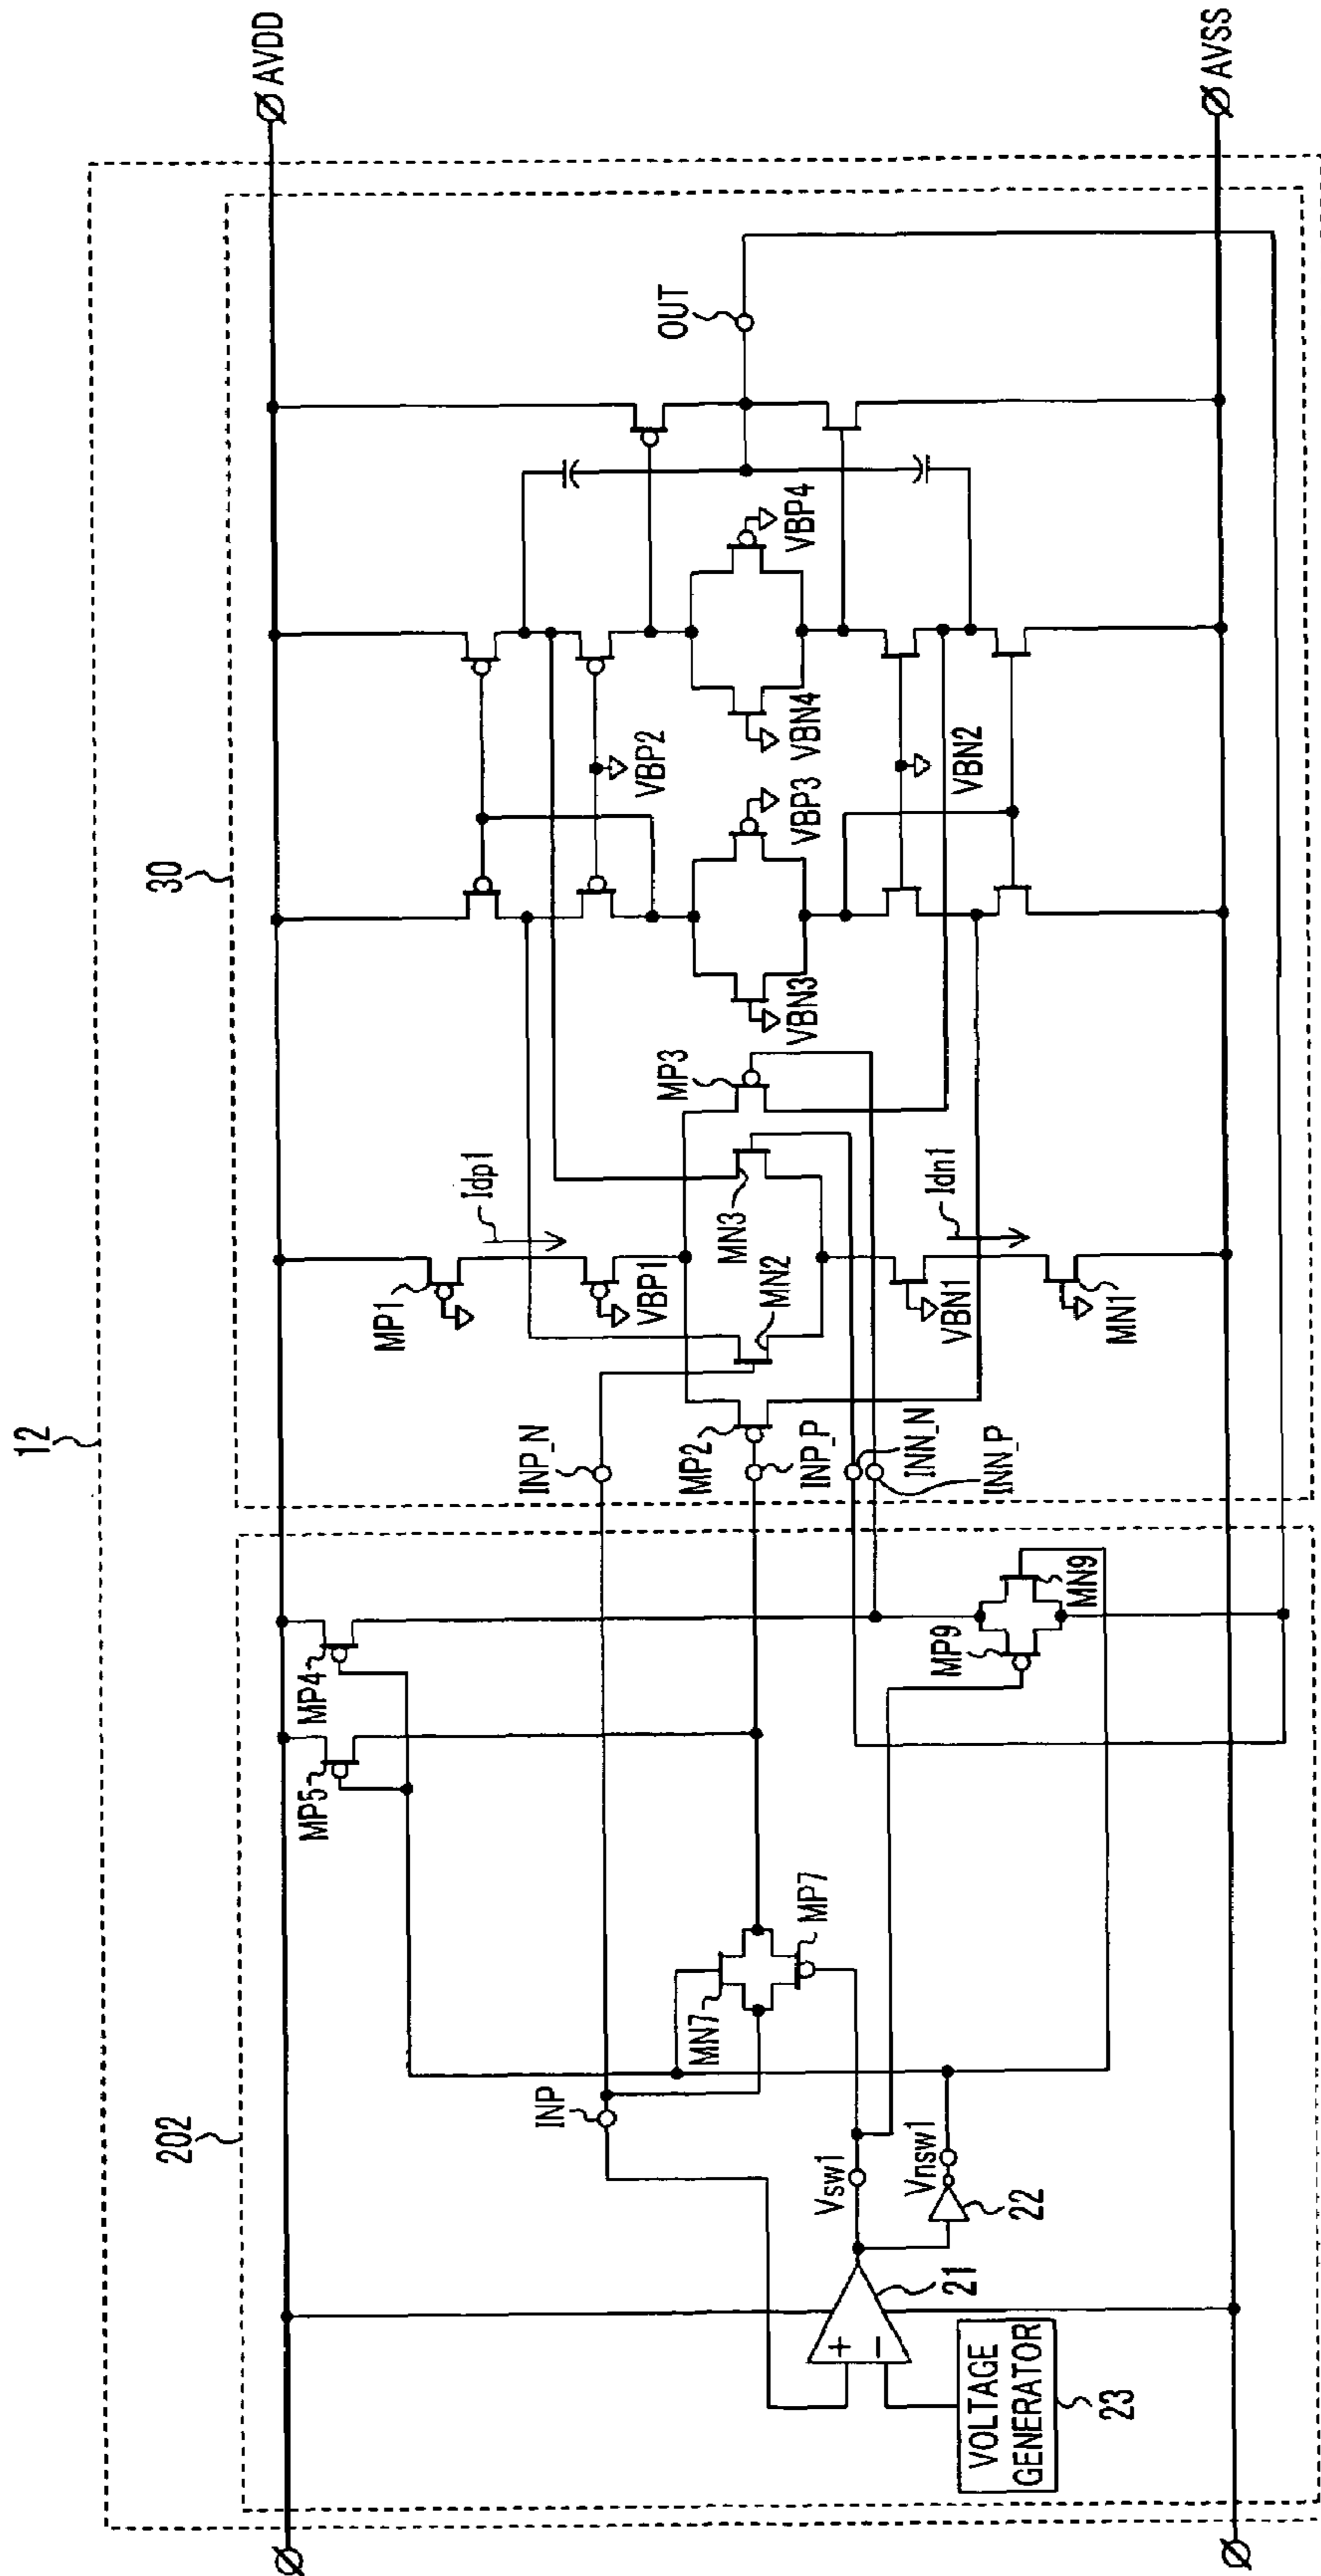 12
202
30
AVDD
AVSS
MP5
MP4
INP
MN7
MP7
Vsw1
Vnsw1
21
22
VOLTAGE
GENERATOR
23
MP9
MN9
INP_N
MP2
INP_P
INN_N
INN_P
MP1
Idp1
VBP1
MN2
MN3
MP3
VBN1
Idn1
MN1
VBN3
VBP3
VBP2
VBN2
VBN4
VBP4
OUT
+
−